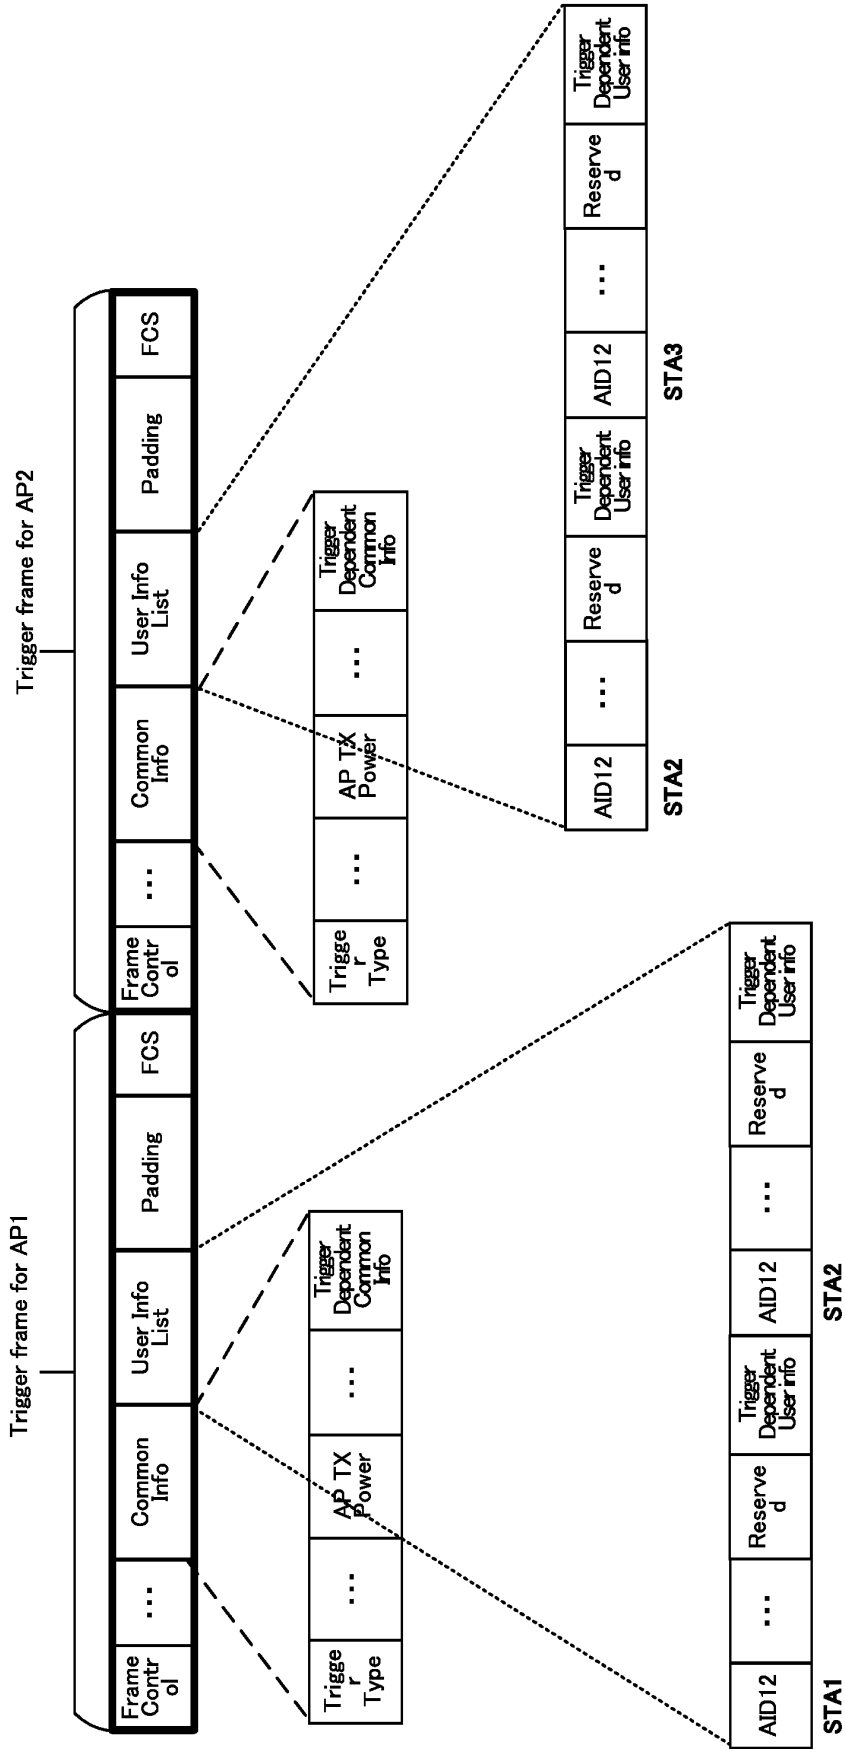 Trigger frame for AP1
Trigger frame for AP2
Frame
Contr
ol
...
Common
Info
User Info
List
Padding
FCS
Frame
Contr
ol
...
Common
Info
User Info
List
Padding
FCS
Trigge
r
Type
...
AP TX
Power
...
Trigger
Dependent
Common
Info
Trigge
r
Type
...
AP TX
Power
...
Trigger
Dependent
Common
Info
AID12
...
Reserve
d
Trigger
Dependent
User info
AID12
...
Reserve
d
Trigger
Dependent
User info
STA2
STA3
AID12
...
Reserve
d
Trigger
Dependent
User info
AID12
...
Reserve
d
Trigger
Dependent
User info
STA1
STA2